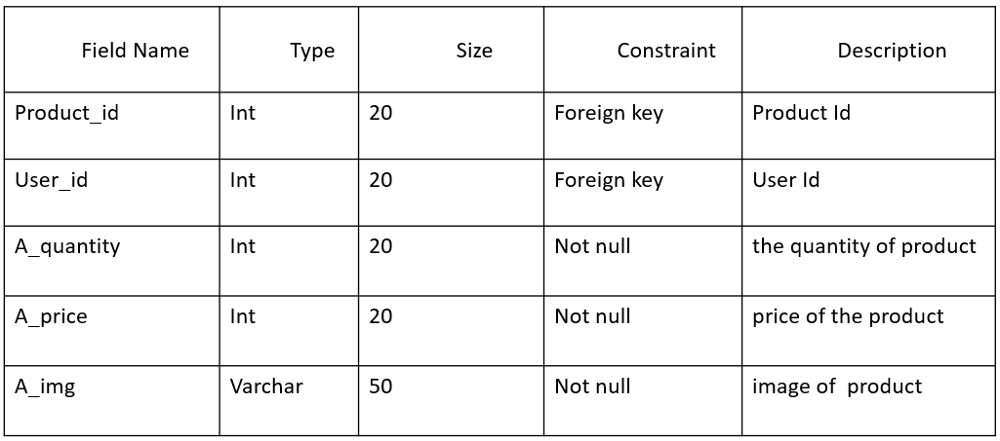 Field Name Type Size Constraint Description
Product_id Int 20 Foreign key Product Id
User_id Int 20 Foreign key User Id
A_quantity Int 20 Not null the quantity of product
A_price Int 20 Not null price of the product
A_img Varchar 50 Not null image of  product